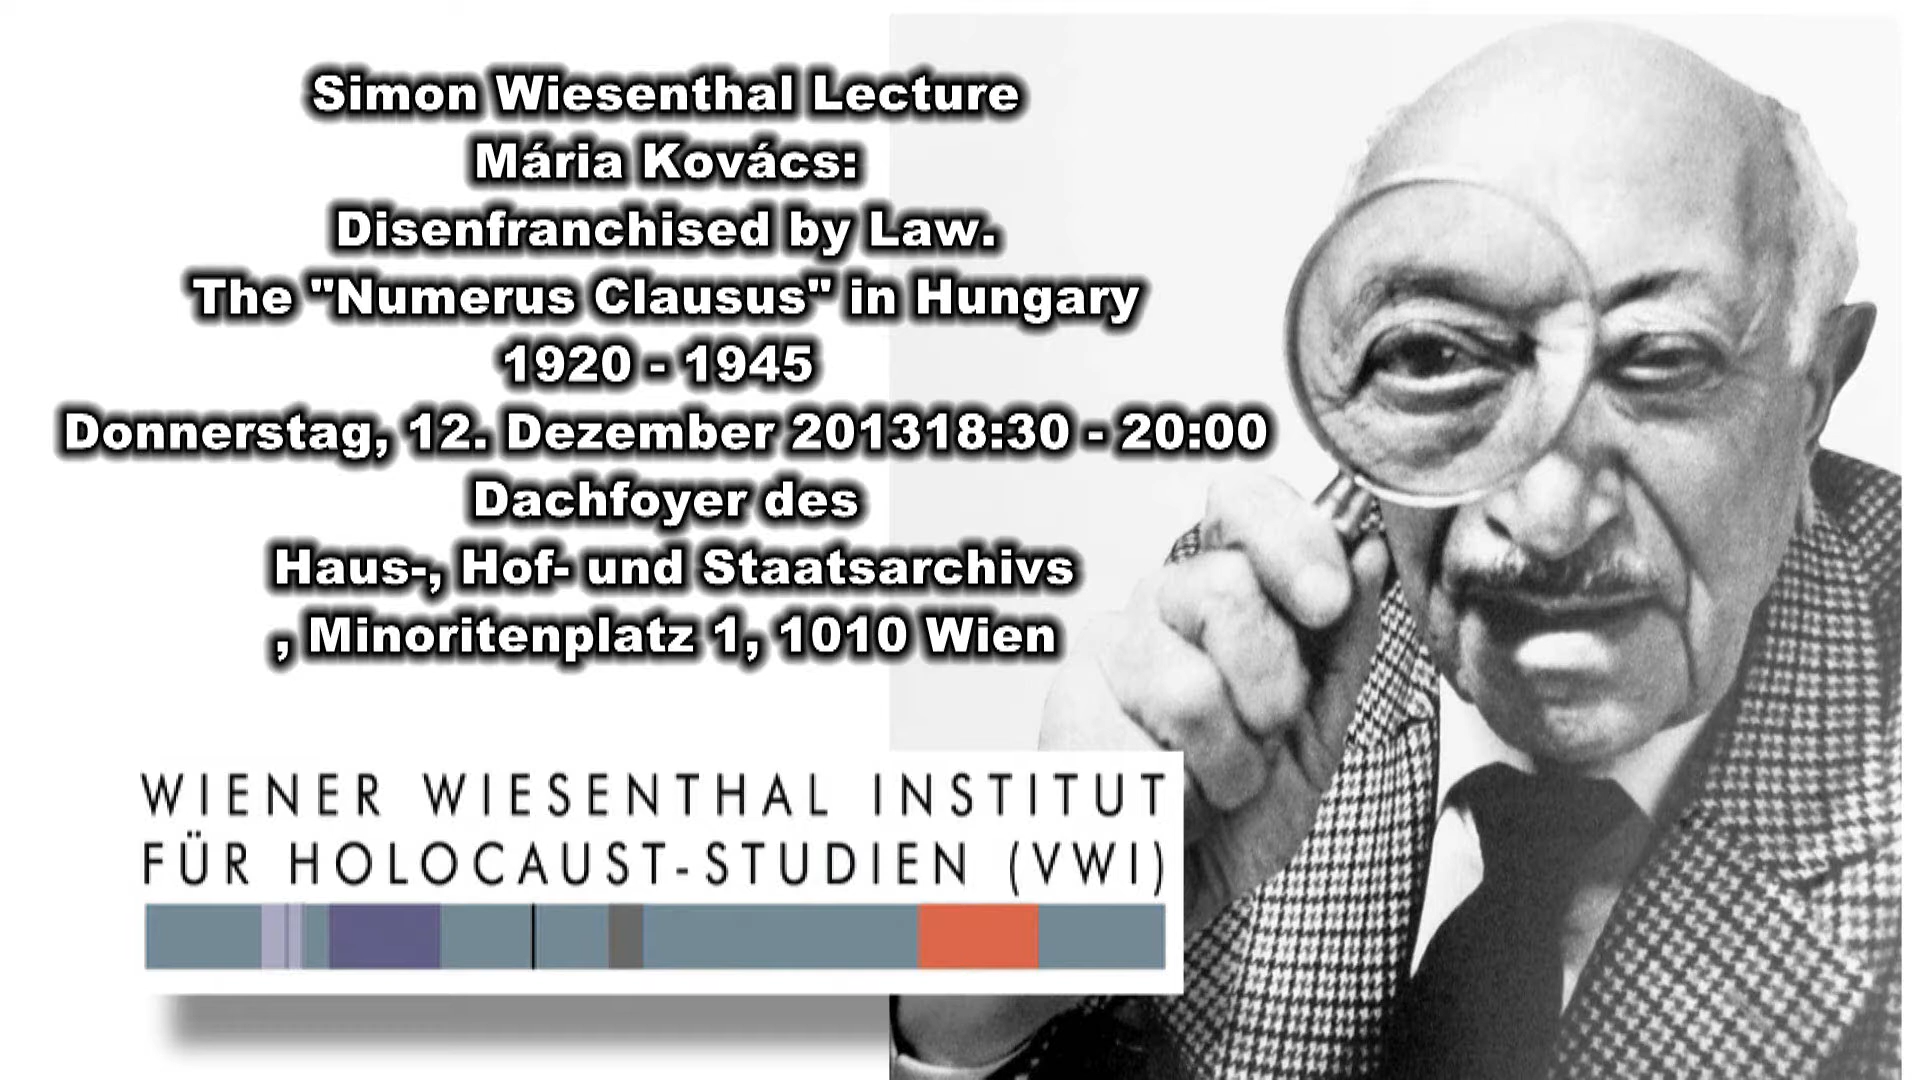 Simon Wiesenthal Lecture
Mária Kovács:
Disenfranchised by Law.
The "Numerus Clausus" in Hungary
1920 - 1945
Donnerstag, 12. Dezember 201318:30 - 20:00
Dachfoyer des
Haus-, Hof- und Staatsarchivs
, Minoritenplatz 1, 1010 Wien
WIENER WIESENTHAL INSTITUT
FÜR HOLOCAUST-STUDIEN (VWI)